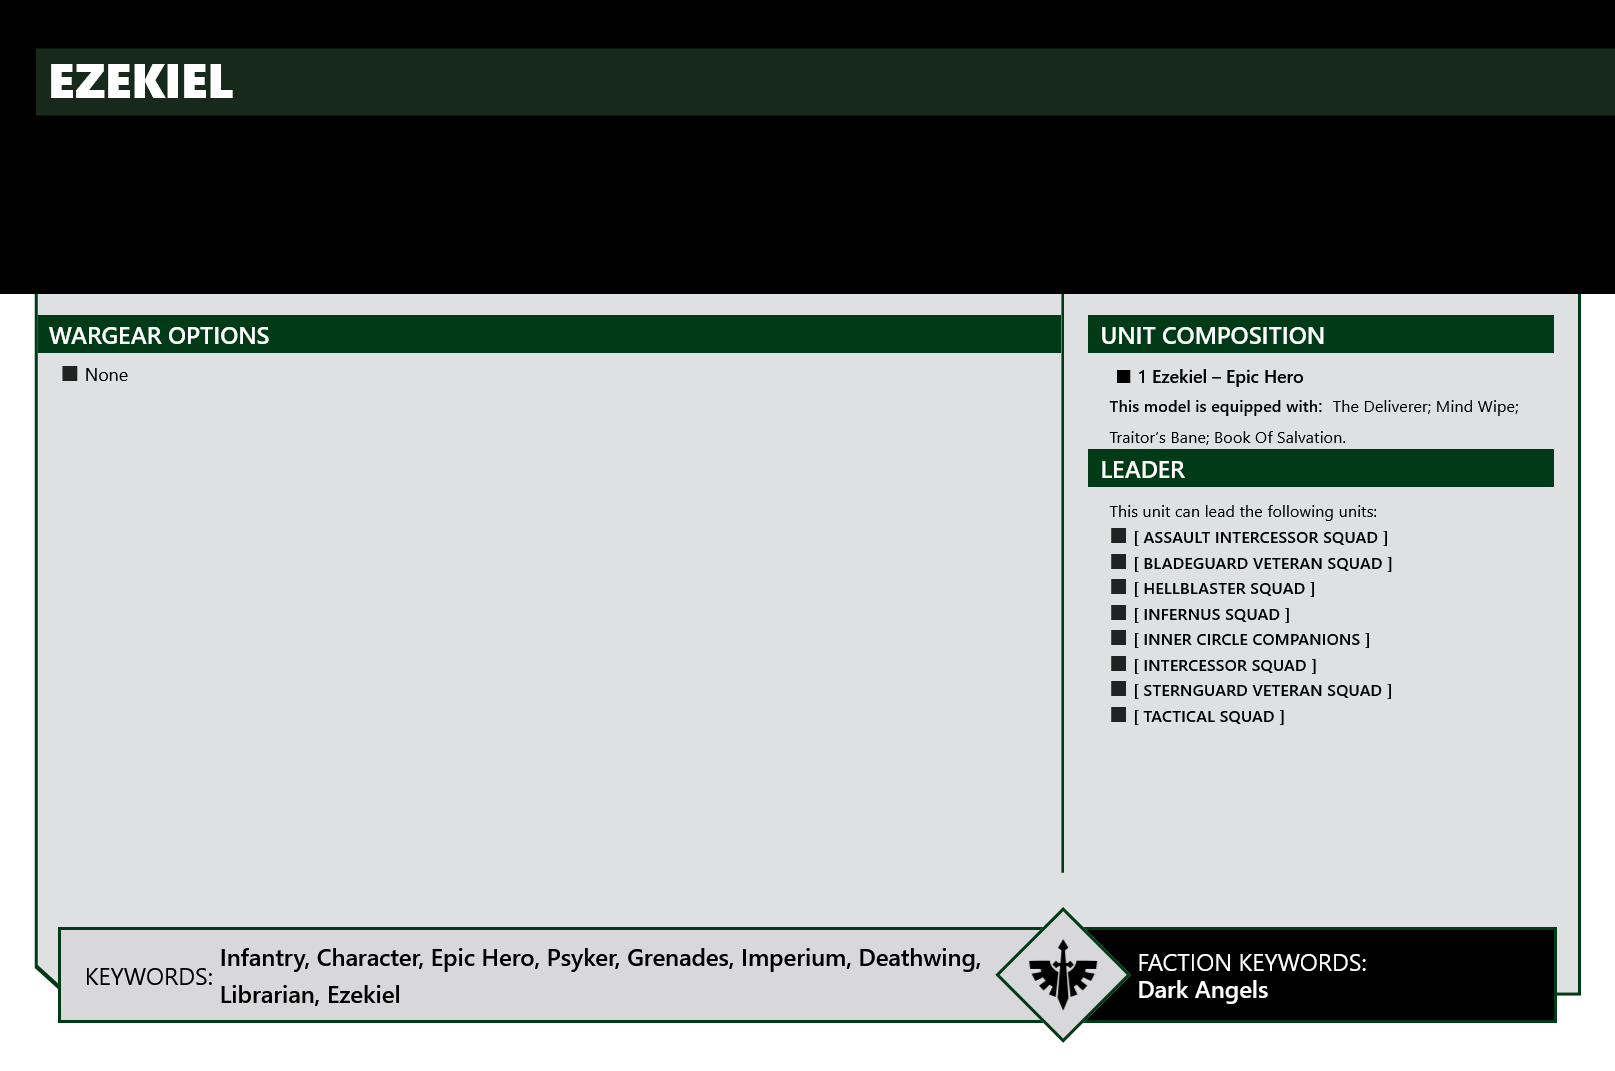 EZEKIEL
WARGEAR OPTIONS
None
UNIT COMPOSITION
1 Ezekiel – Epic Hero
This model is equipped with: The Deliverer; Mind Wipe;
Traitor’s Bane; Book Of Salvation.
LEADER
This unit can lead the following units:
[ ASSAULT INTERCESSOR SQUAD ]
[ BLADEGUARD VETERAN SQUAD ]
[ HELLBLASTER SQUAD ]
[ INFERNUS SQUAD ]
[ INNER CIRCLE COMPANIONS ]
[ INTERCESSOR SQUAD ]
[ STERNGUARD VETERAN SQUAD ]
[ TACTICAL SQUAD ]
KEYWORDS: Infantry, Character, Epic Hero, Psyker, Grenades, Imperium, Deathwing,
Librarian, Ezekiel
FACTION KEYWORDS:
Dark Angels